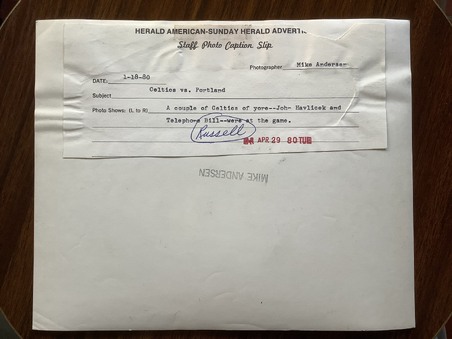 HERALD AMERICAN-SUNDAY HERALD ADVERTI
Staff Photo Caption Slip
Photographer: Mike Andersen
DATE: 1-18-80
Subject Celtics vs. Portland
Photo Shows: (L to R) A couple of Celtics of yore--John Havlicek and
Telephone Bill--were at the game.
Russell
APR 29 80 TUE
MIKE ANDERSEN